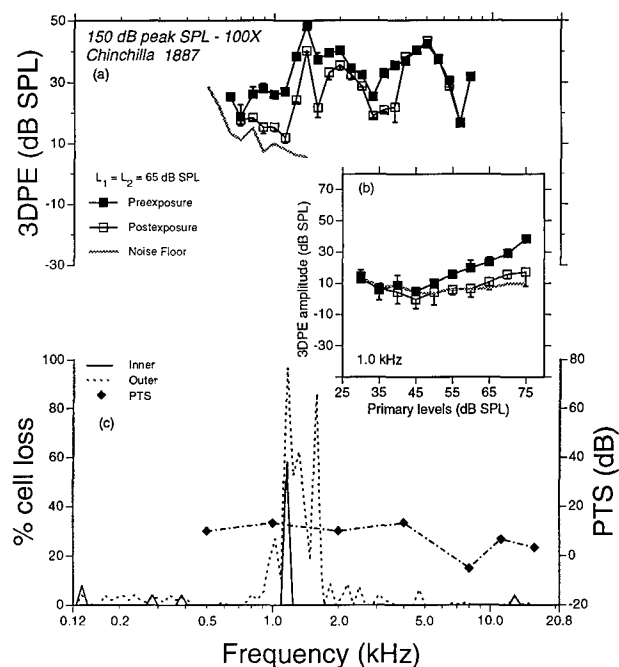 150 dB peak SPL - 100X
Chinchilla 1887
(a)
50
30
10
-10
-30
3DPE (dB SPL)
L1 = L2 = 65 dB SPL
Preexposure
Postexposure
Noise Floor
(b)
70
50
30
10
-10
-30
3DPE amplitude (dB SPL)
1.0 kHz
25 35 45 55 65 75
Primary levels (dB SPL)
Inner
Outer
PTS
(c)
100
80
60
40
20
0
% cell loss
80
60
40
20
0
-20
PTS (dB)
0.12 0.2 0.5 1.0 2.0 5.0 10.0 20.8
Frequency (kHz)